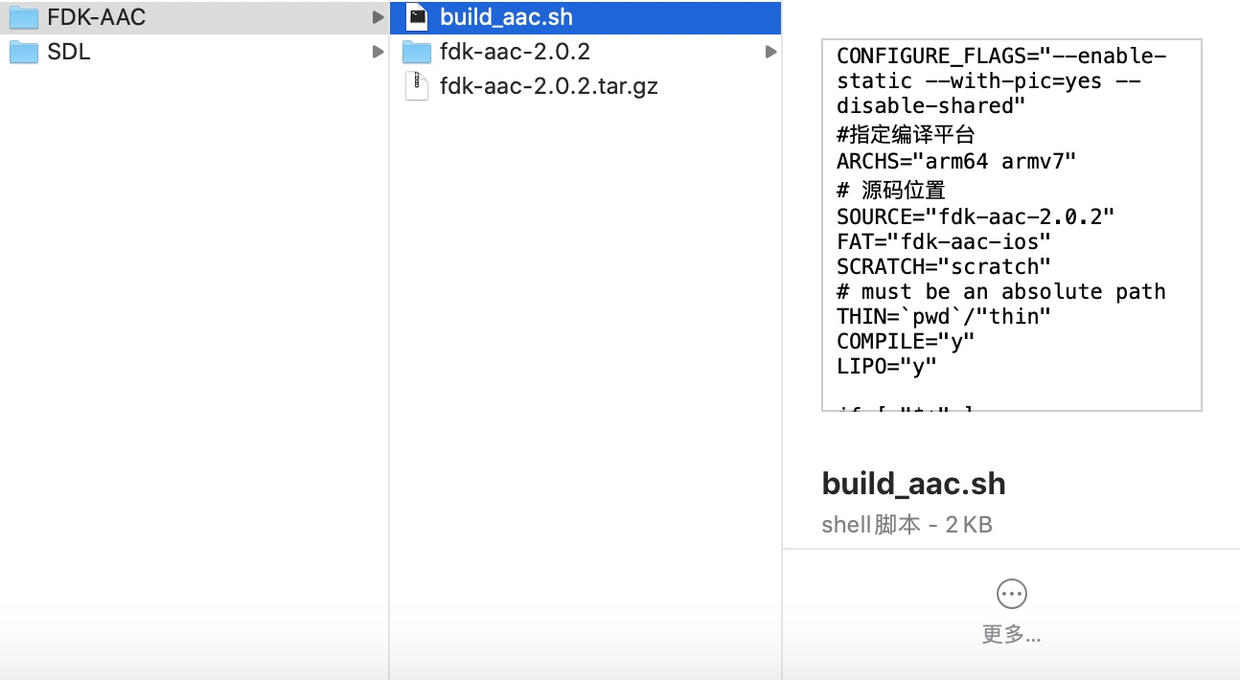 FDK-AAC
SDL
build_aac.sh
fdk-aac-2.0.2
fdk-aac-2.0.2.tar.gz
CONFIGURE_FLAGS="--enable-
static --with-pic=yes --
disable-shared"
#指定编译平台
ARCHS="arm64 armv7"
# 源码位置
SOURCE="fdk-aac-2.0.2"
FAT="fdk-aac-ios"
SCRATCH="scratch"
# must be an absolute path
THIN=`pwd`/"thin"
COMPILE="y"
LIPO="y"
build_aac.sh
shell脚本 - 2 KB
更多...